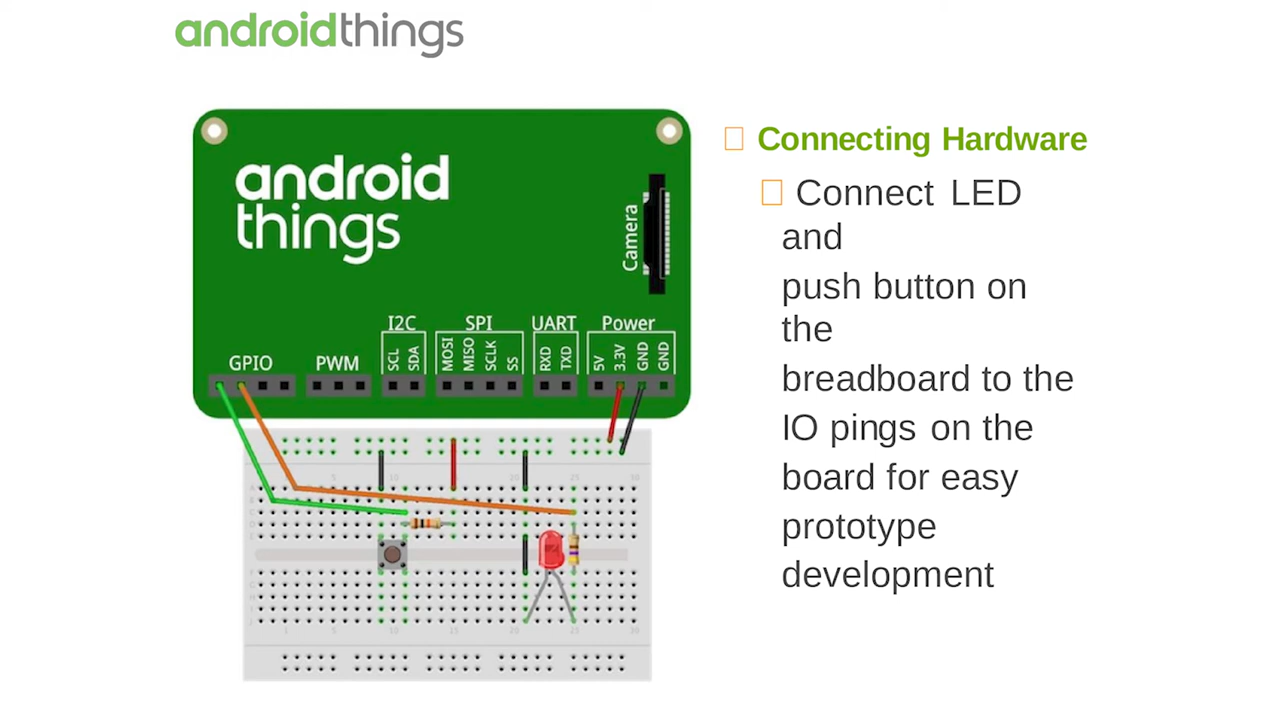 androidthings
android
things
Camera
I2C
SPI
UART
Power
GPIO
PWM
SCL
SDA
MOSI
MISO
SCLK
SS
RXD
TXD
5V
3.3V
GND
GND
Connecting Hardware
Connect LED
and
push button on
the
breadboard to the
IO pings on the
board for easy
prototype
development